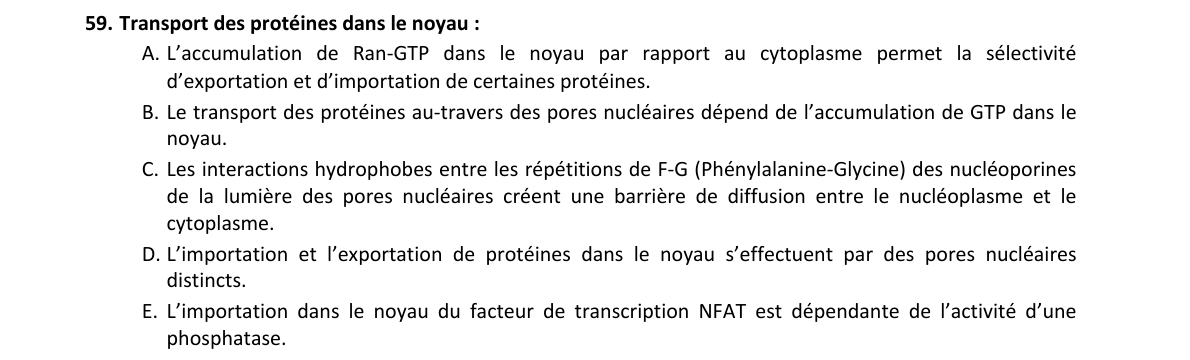 59. Transport des protéines dans le noyau :
A. L’accumulation de Ran-GTP dans le noyau par rapport au cytoplasme permet la sélectivité
d’exportation et d’importation de certaines protéines.
B. Le transport des protéines au-travers des pores nucléaires dépend de l’accumulation de GTP dans le
noyau.
C. Les interactions hydrophobes entre les répétitions de F-G (Phénylalanine-Glycine) des nucléoporines
de la lumière des pores nucléaires créent une barrière de diffusion entre le nucléoplasme et le
cytoplasme.
D. L’importation et l’exportation de protéines dans le noyau s’effectuent par des pores nucléaires
distincts.
E. L’importation dans le noyau du facteur de transcription NFAT est dépendante de l’activité d’une
phosphatase.